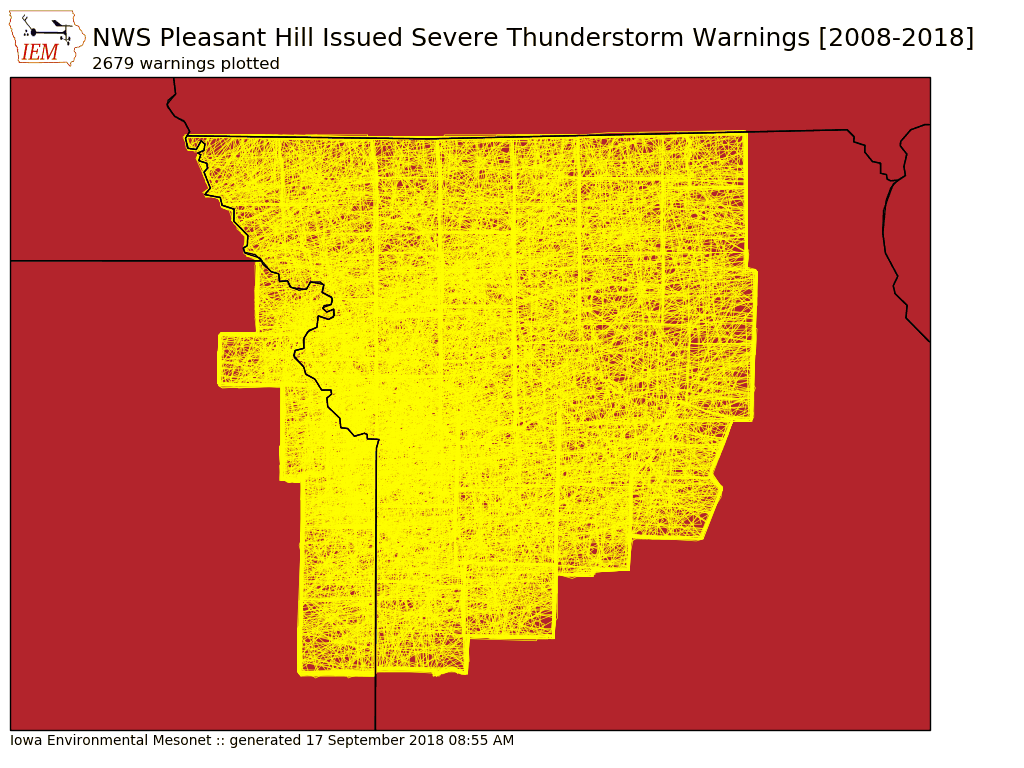 IEM
NWS Pleasant Hill Issued Severe Thunderstorm Warnings [2008-2018]
2679 warnings plotted
Iowa Environmental Mesonet :: generated 17 September 2018 08:55 AM